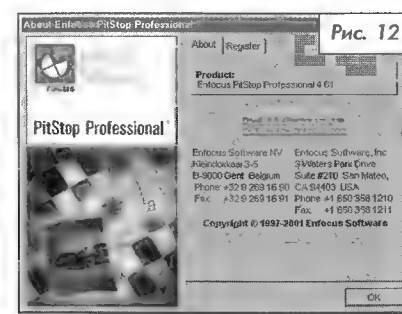 About Enfocus PitStop Professional
Рис. 12
About Register
Product:
Enfocus PitStop Professional 4.61
PitStop Professional
Enfocus Software NV
Kleindokkaai 3-5
B-9000 Gent Belgium
Phone +32 9 269 16 90
Fax +32 9 269 16 91
Enfocus Software, Inc
3 Waters Park Drive
Suite #210 San Mateo,
CA 94403 USA
Phone +1 650 358 1210
Fax +1 650 358 1211
Copyright © 1997-2001 Enfocus Software
OK